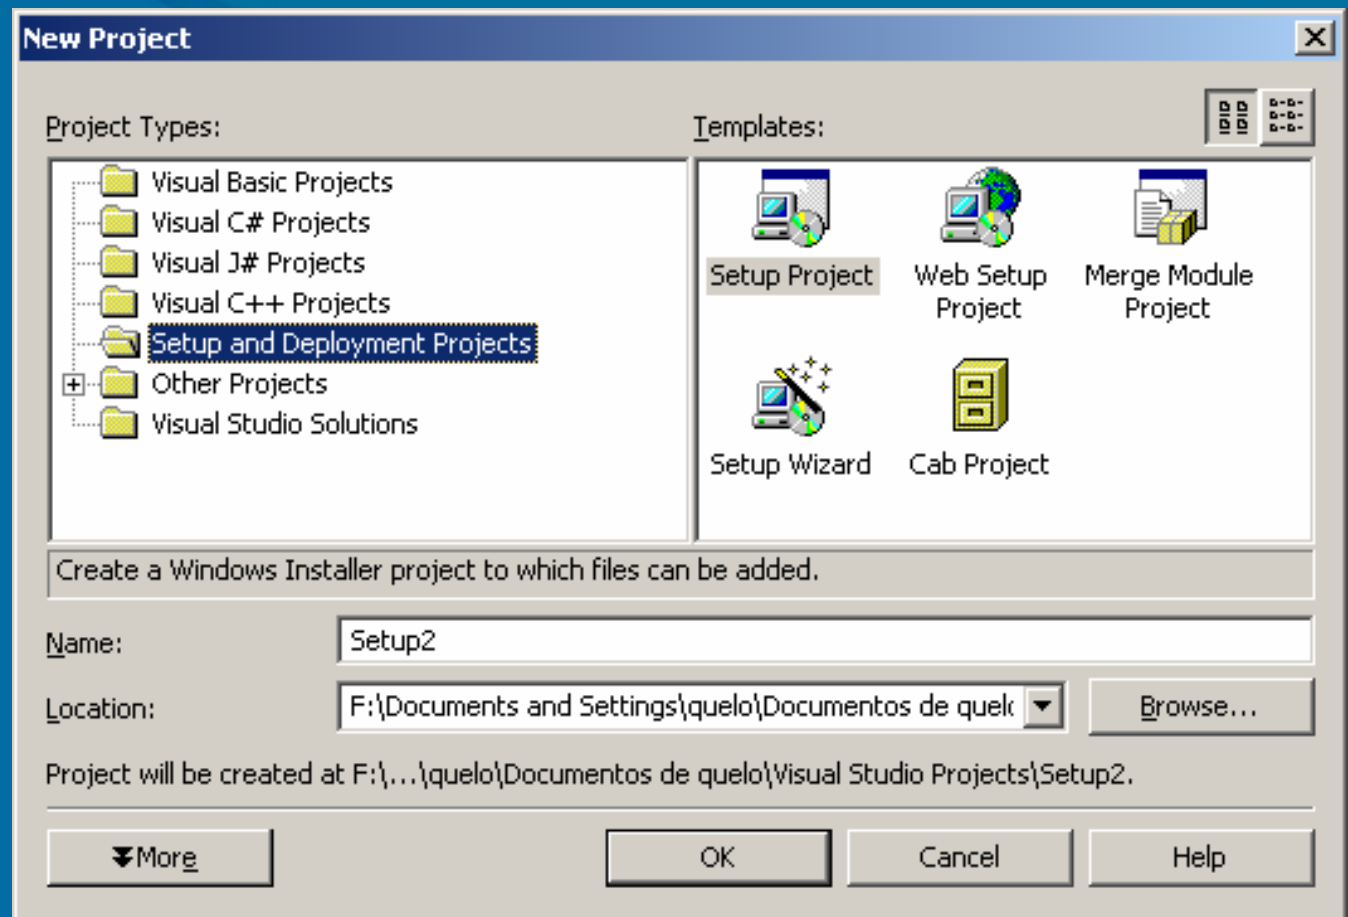 New Project
Project Types:
Templates:
Visual Basic Projects
Visual C# Projects
Visual J# Projects
Visual C++ Projects
Setup and Deployment Projects
Other Projects
Visual Studio Solutions
Setup Project
Web Setup
Project
Merge Module
Project
Setup Wizard
Cab Project
Create a Windows Installer project to which files can be added.
Name:
Setup2
Location:
F:\Documents and Settings\quelo\Documentos de quelo
Browse...
Project will be created at F:\...\quelo\Documentos de quelo\Visual Studio Projects\Setup2.
More
OK
Cancel
Help